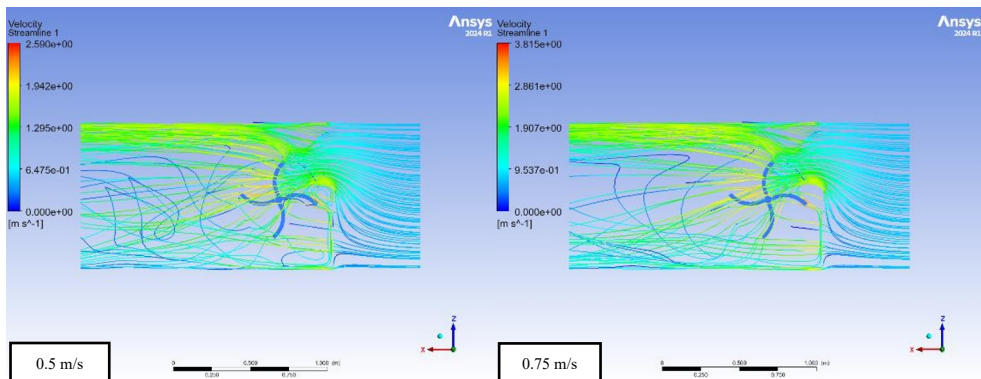 Velocity
Streamline 1
2.590e+00
1.942e+00
1.295e+00
6.475e-01
0.000e+00
[m s^-1]
Ansys
2024 R1
Z
X
0
0.500
1.000 (m)
0.250
0.750
0.5 m/s
Velocity
Streamline 1
3.815e+00
2.861e+00
1.907e+00
9.537e-01
0.000e+00
[m s^-1]
Ansys
2024 R1
Z
X
0
0.500
1.000 (m)
0.250
0.750
0.75 m/s